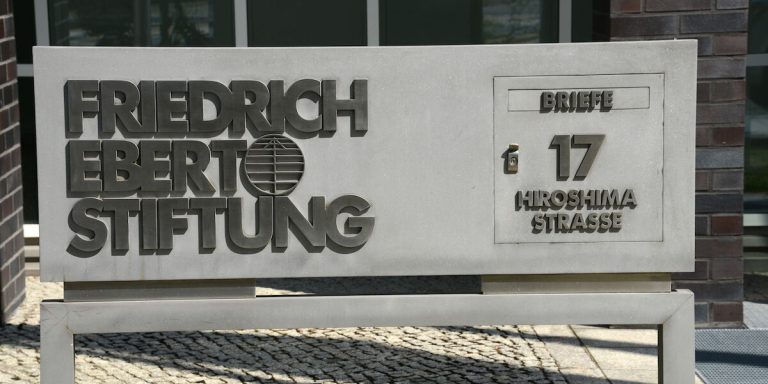 FRIEDRICH
EBERT
STIFTUNG
BRIEFE
17
HIROSHIMA
STRASSE